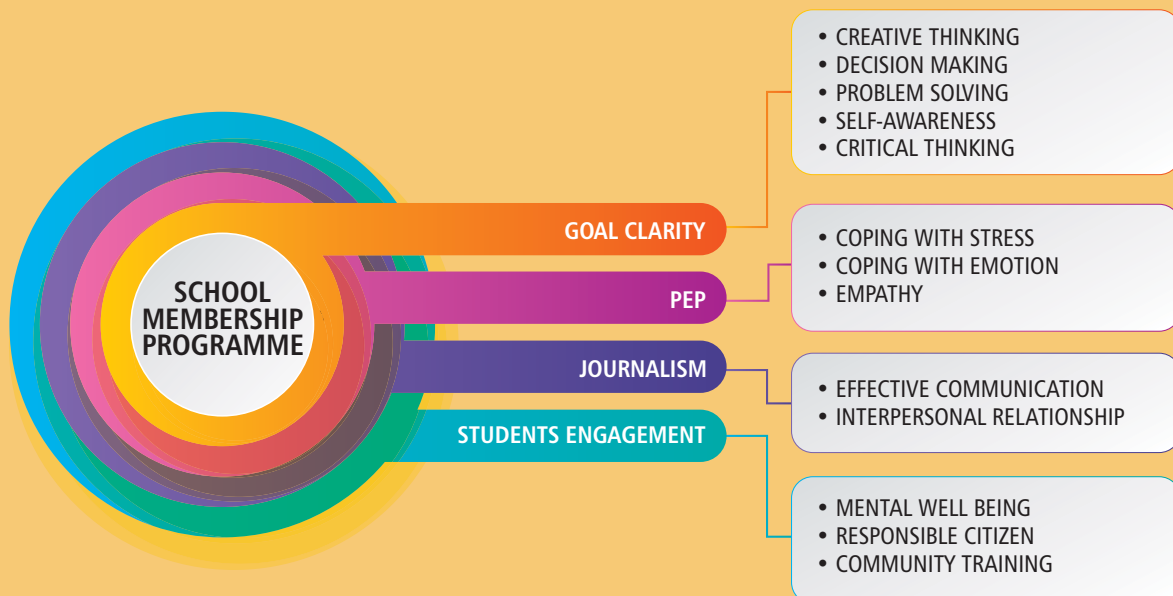 SCHOOL
MEMBERSHIP
PROGRAMME
GOAL CLARITY
• CREATIVE THINKING
• DECISION MAKING
• PROBLEM SOLVING
• SELF-AWARENESS
• CRITICAL THINKING
PEP
• COPING WITH STRESS
• COPING WITH EMOTION
• EMPATHY
JOURNALISM
• EFFECTIVE COMMUNICATION
• INTERPERSONAL RELATIONSHIP
STUDENTS ENGAGEMENT
• MENTAL WELL BEING
• RESPONSIBLE CITIZEN
• COMMUNITY TRAINING